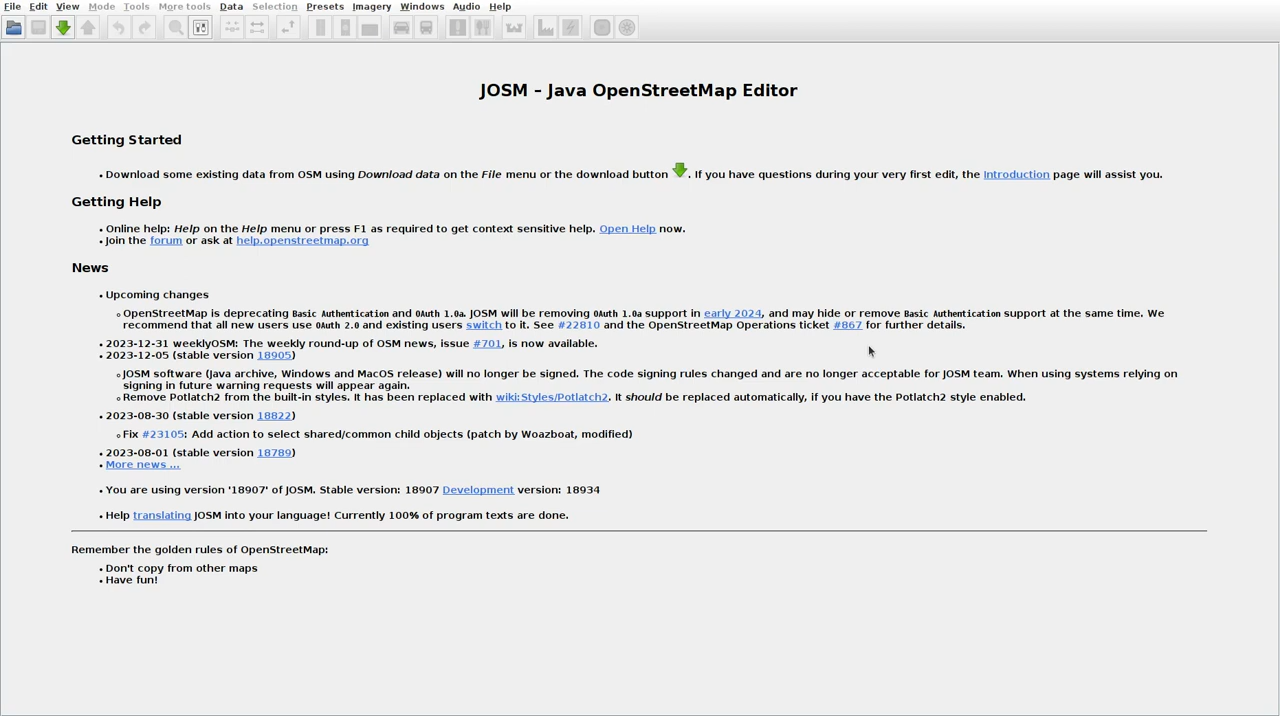 File Edit View Mode Tools More tools Data Selection Presets Imagery Windows Audio Help
JOSM – Java OpenStreetMap Editor
Getting Started
• Download some existing data from OSM using Download data on the File menu or the download button . If you have questions during your very first edit, the Introduction page will assist you.
Getting Help
• Online help: Help on the Help menu or press F1 as required to get context sensitive help. Open Help now.
• Join the forum or ask at help.openstreetmap.org
News
• Upcoming changes
◦ OpenStreetMap is deprecating Basic Authentication and OAuth 1.0a. JOSM will be removing OAuth 1.0a support in early 2024, and may hide or remove Basic Authentication support at the same time. We
recommend that all new users use OAuth 2.0 and existing users switch to it. See #22810 and the OpenStreetMap Operations ticket #867 for further details.
• 2023-12-31 weeklyOSM: The weekly round-up of OSM news, issue #701, is now available.
• 2023-12-05 (stable version 18905)
◦ JOSM software (Java archive, Windows and MacOS release) will no longer be signed. The code signing rules changed and are no longer acceptable for JOSM team. When using systems relying on
signing in future warning requests will appear again.
◦ Remove Potlatch2 from the built-in styles. It has been replaced with wiki:Styles/Potlatch2. It should be replaced automatically, if you have the Potlatch2 style enabled.
• 2023-08-30 (stable version 18822)
◦ Fix #23105: Add action to select shared/common child objects (patch by Woazboat, modified)
• 2023-08-01 (stable version 18789)
• More news ...
• You are using version '18907' of JOSM. Stable version: 18907 Development version: 18934
• Help translating JOSM into your language! Currently 100% of program texts are done.
Remember the golden rules of OpenStreetMap:
• Don't copy from other maps
• Have fun!